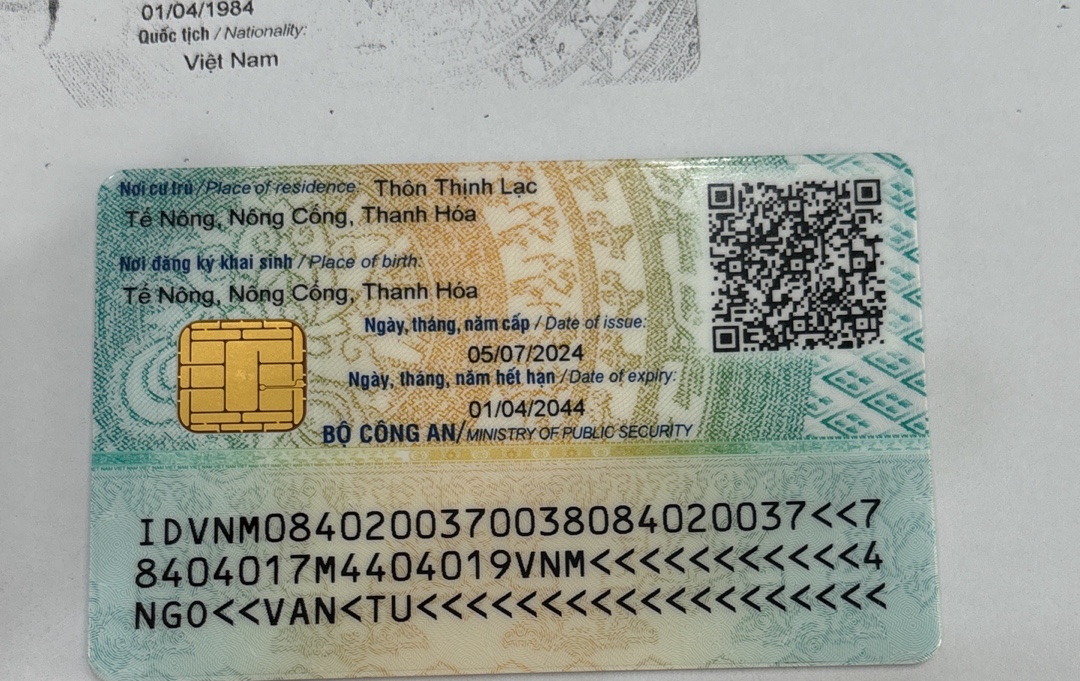 01/04/1984
Quốc tịch / Nationality:
Việt Nam
Nơi cư trú / Place of residence: Thôn Thinh Lạc
Tế Nông, Nông Cống, Thanh Hóa
Nơi đăng ký khai sinh / Place of birth:
Tế Nông, Nông Cống, Thanh Hóa
Ngày, tháng, năm cấp / Date of issue:
05/07/2024
Ngày, tháng, năm hết hạn / Date of expiry:
01/04/2044
BỘ CÔNG AN/MINISTRY OF PUBLIC SECURITY
IDVNM0840200370038084020037<<7
8404017M4404019VNM<<<<<<<<<<<4
NGO<<VAN<TU<<<<<<<<<<<<<<<<<<<